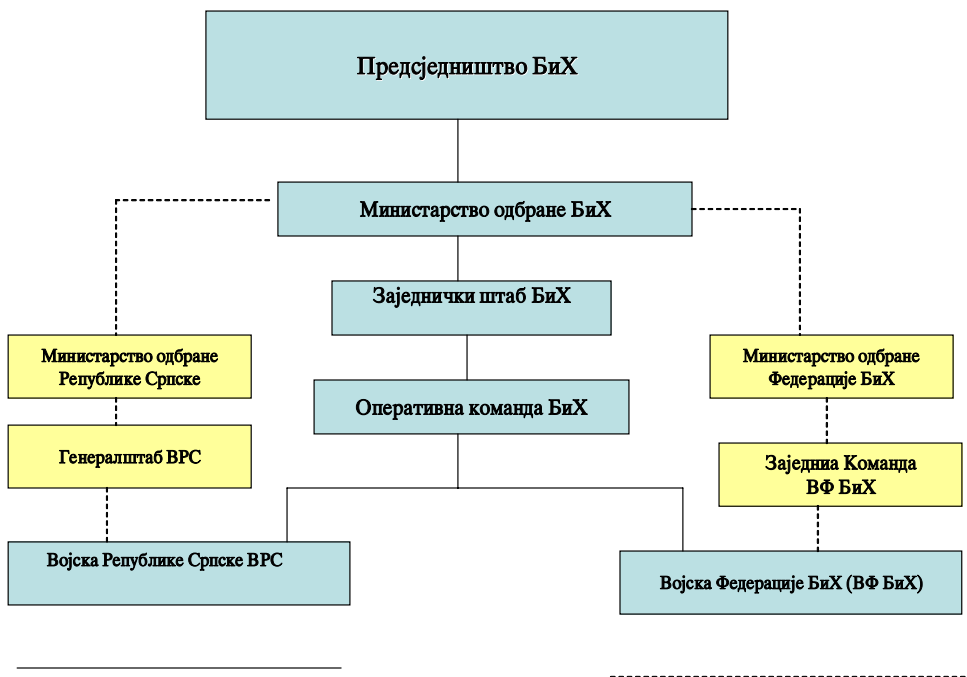 Предсједништво БиХ
Министарство одбране БиХ
Заједнички штаб БиХ
Министарство одбране
Републике Српске
Министарство одбране
Федерације БиХ
Оперативна команда БиХ
Генералштаб ВРС
Заједниа Команда
ВФ БиХ
Војска Републике Српске ВРС
Војска Федерације БиХ (ВФ БиХ)